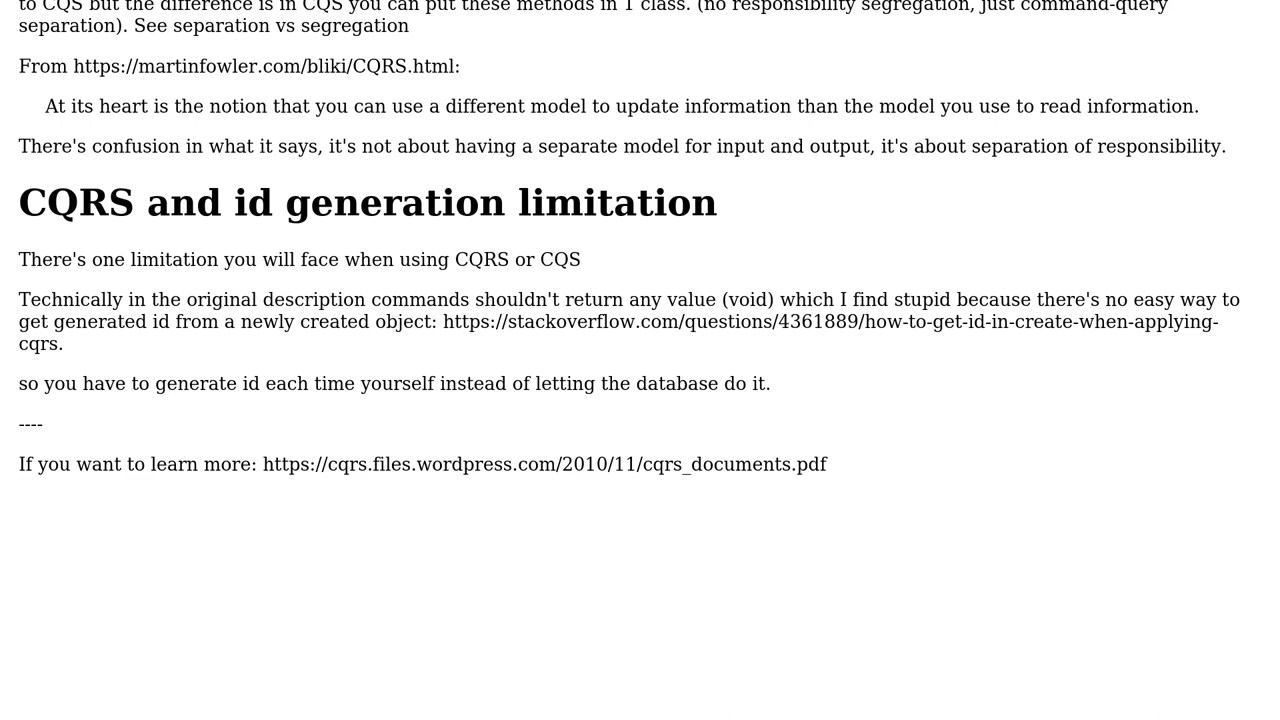 to CQS but the difference is in CQS you can put these methods in 1 class. (no responsibility segregation, just command-query
separation). See separation vs segregation
From https://martinfowler.com/bliki/CQRS.html:
At its heart is the notion that you can use a different model to update information than the model you use to read information.
There's confusion in what it says, it's not about having a separate model for input and output, it's about separation of responsibility.
CQRS and id generation limitation
There's one limitation you will face when using CQRS or CQS
Technically in the original description commands shouldn't return any value (void) which I find stupid because there's no easy way to
get generated id from a newly created object: https://stackoverflow.com/questions/4361889/how-to-get-id-in-create-when-applying-
cqrs.
so you have to generate id each time yourself instead of letting the database do it.
----
If you want to learn more: https://cqrs.files.wordpress.com/2010/11/cqrs_documents.pdf